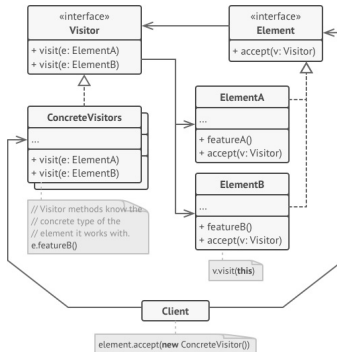 «interface»
Visitor
+ visit(e: ElementA)
+ visit(e: ElementB)
«interface»
Element
+ accept(v: Visitor)
ConcreteVisitors
...
+ visit(e: ElementA)
+ visit(e: ElementB)
// Visitor methods know the
// concrete type of the
// element it works with.
e.featureB()
ElementA
...
+ featureA()
+ accept(v: Visitor)
ElementB
...
+ featureB()
+ accept(v: Visitor)
v.visit(this)
Client
element.accept(new ConcreteVisitor())